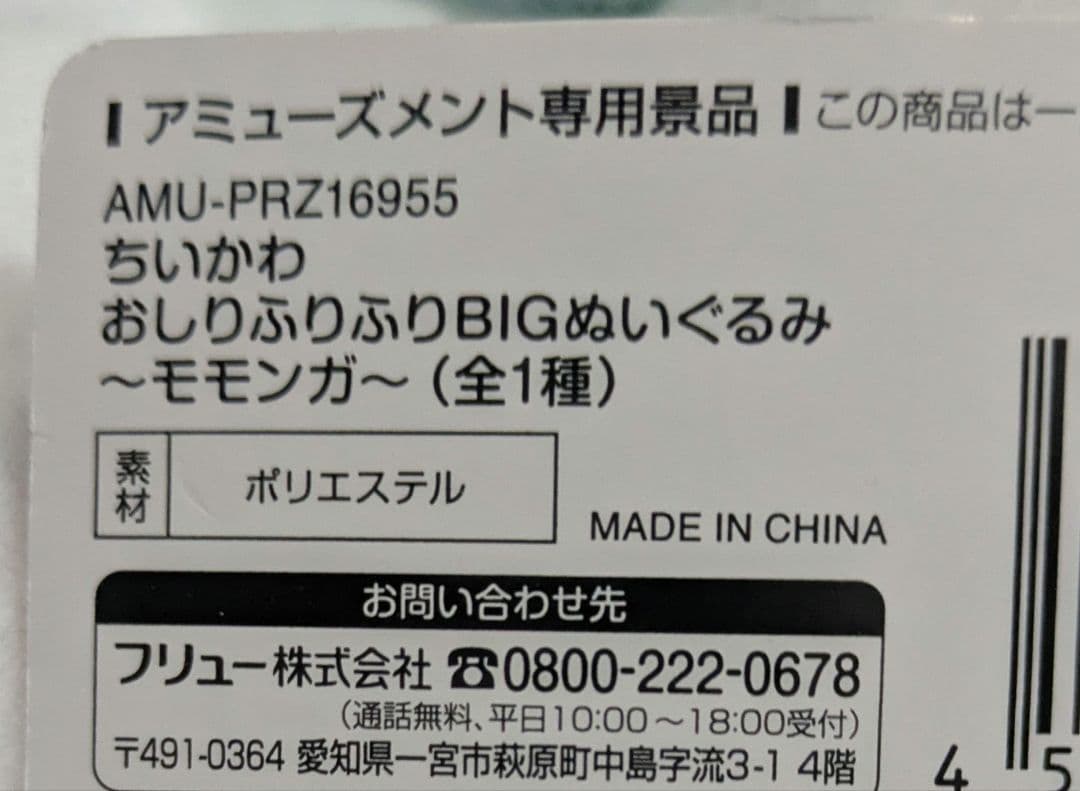 アミューズメント専用景品 この商品は一
AMU-PRZ16955
ちいかわ
おしりふりふりBIGぬいぐるみ
～モモンガ～（全1種）
素材 ポリエステル
MADE IN CHINA
お問い合わせ先
フリュー株式会社 ☎0800-222-0678
（通話無料、平日10:00～18:00受付）
〒491-0364 愛知県一宮市萩原町中島字流3-1 4階
4 5